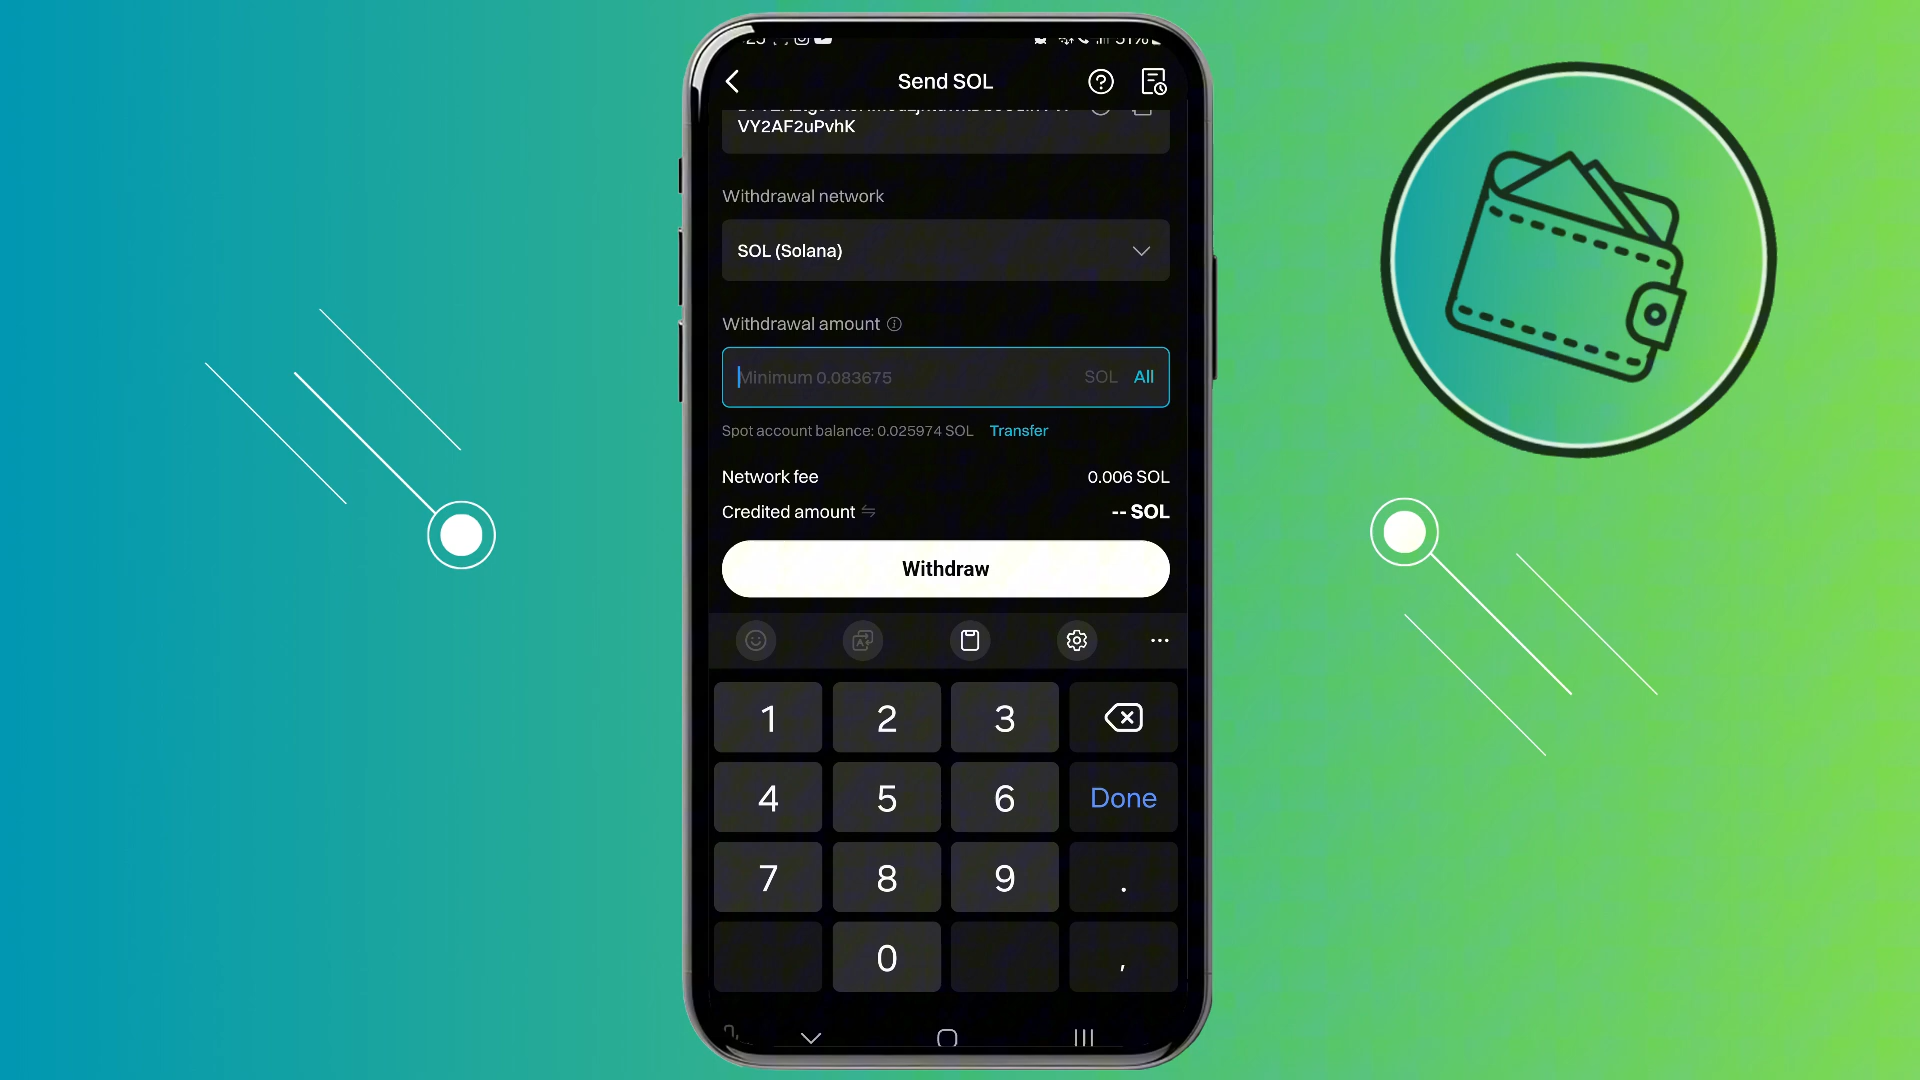 Send SOL
VY2AF2uPvhK
Withdrawal network
SOL (Solana)
Withdrawal amount
Minimum 0.083675 SOL All
Spot account balance: 0.025974 SOL Transfer
Network fee 0.006 SOL
Credited amount -- SOL
Withdraw
1 2 3
4 5 6 Done
7 8 9 .
0 ,